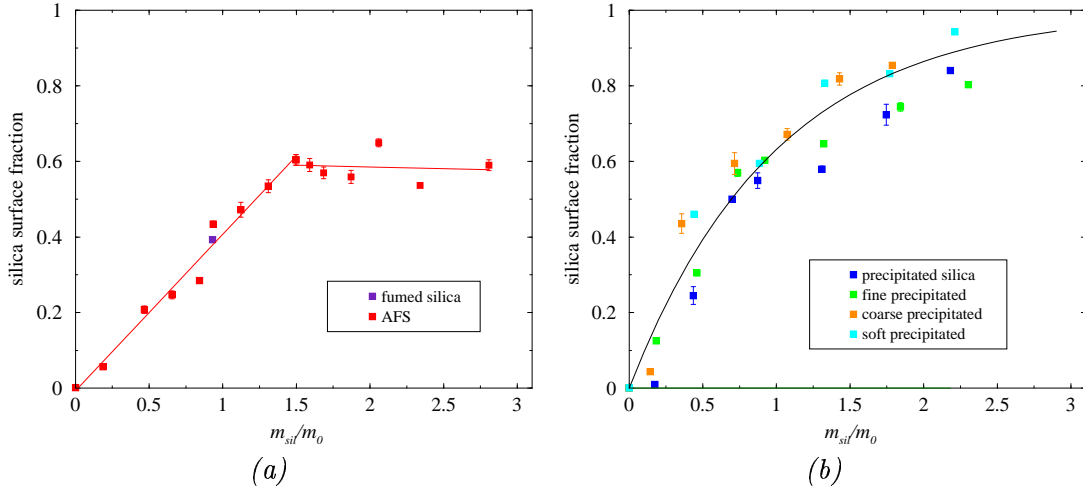 silica surface fraction
1
0.8
0.6
0.4
0.2
0
0 0.5 1 1.5 2 2.5 3
m_sil/m_0
fumed silica
AFS
(a)
silica surface fraction
1
0.8
0.6
0.4
0.2
0
0 0.5 1 1.5 2 2.5 3
m_sil/m_0
precipitated silica
fine precipitated
coarse precipitated
soft precipitated
(b)